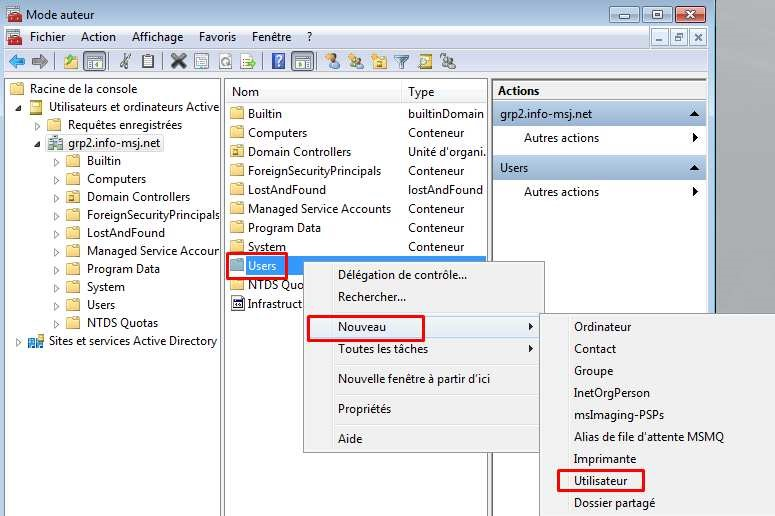 Mode auteur
Fichier Action Affichage Favoris Fenêtre ?
Racine de la console
Utilisateurs et ordinateurs Active
Requêtes enregistrées
grp2.info-msj.net
Builtin
Computers
Domain Controllers
ForeignSecurityPrincipals
LostAndFound
Managed Service Accour
Program Data
System
Users
NTDS Quotas
Sites et services Active Directory
Nom Type
Builtin builtinDomain
Computers Conteneur
Domain Controllers Unité d'organi...
ForeignSecurityPrincipals Conteneur
LostAndFound lostAndFound
Managed Service Accounts Conteneur
Program Data Conteneur
System Conteneur
Users
NTDS Quo
Infrastruct
Actions
grp2.info-msj.net
Autres actions
Users
Autres actions
Délégation de contrôle...
Rechercher...
Nouveau
Toutes les tâches
Nouvelle fenêtre à partir d'ici
Propriétés
Aide
Ordinateur
Contact
Groupe
InetOrgPerson
msImaging-PSPs
Alias de file d'attente MSMQ
Imprimante
Utilisateur
Dossier partagé